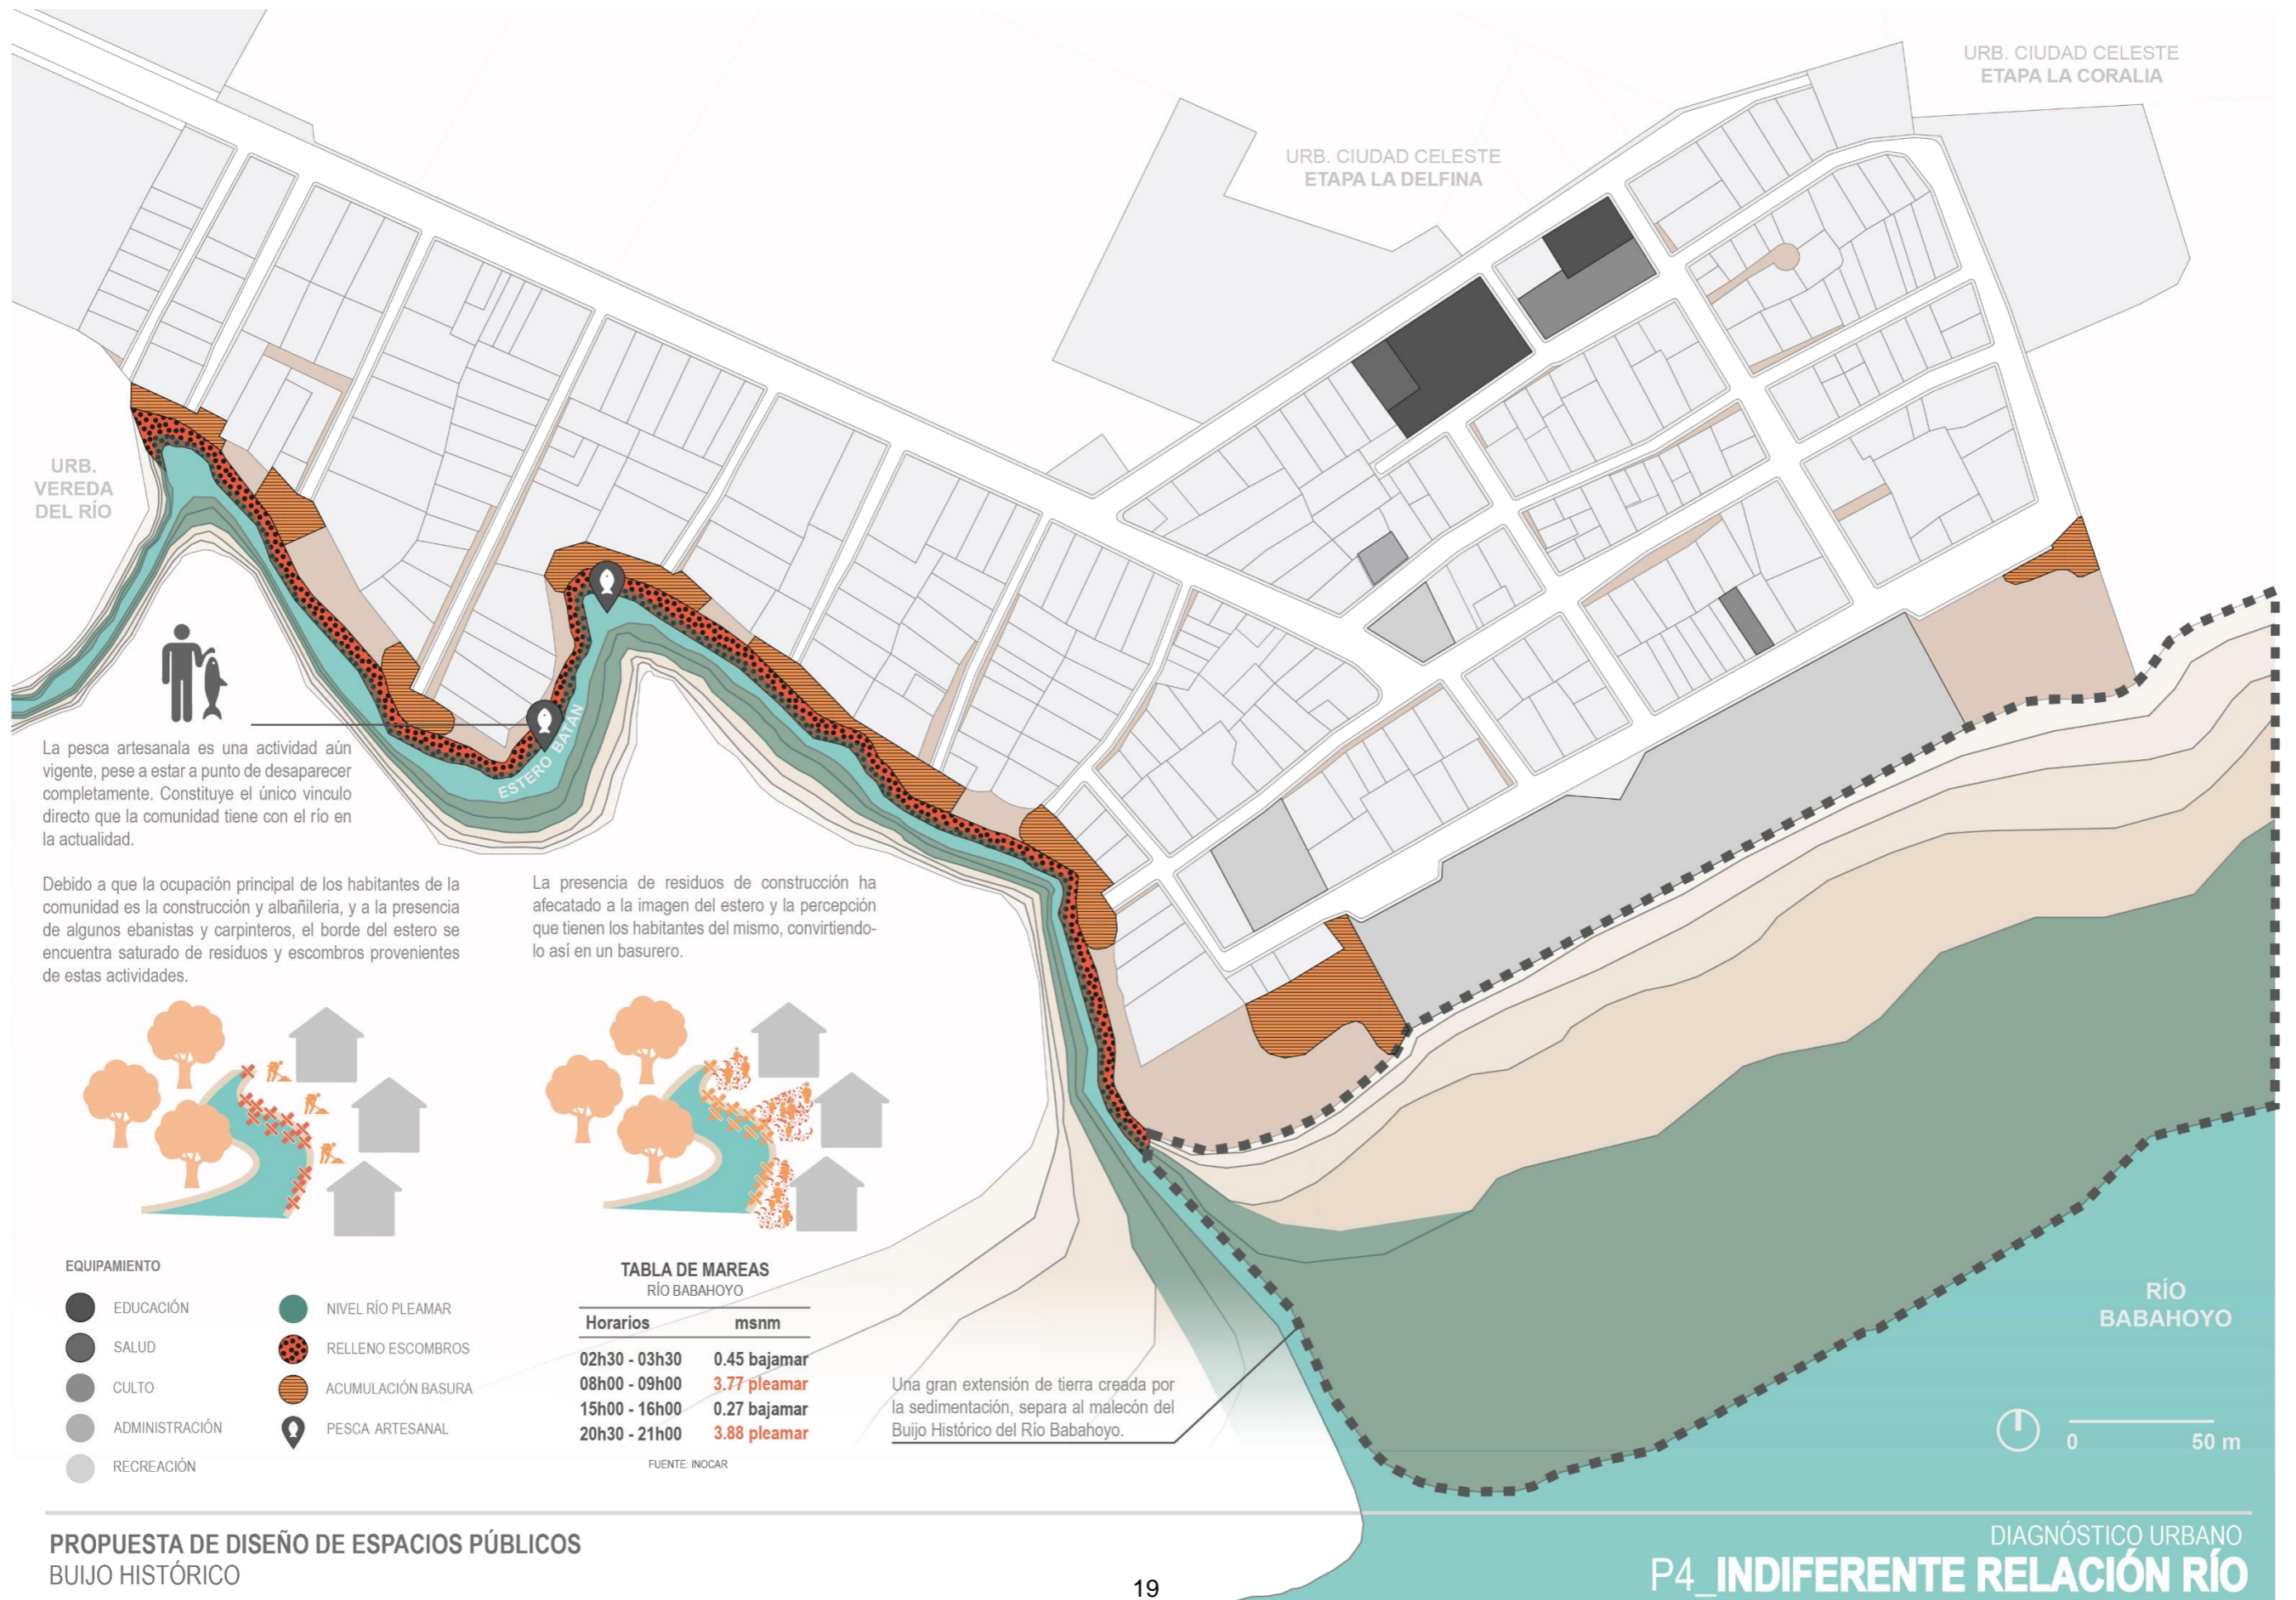 URB. CIUDAD CELESTE
ETAPA LA CORALIA
URB. CIUDAD CELESTE
ETAPA LA DELFINA
URB.
VEREDA
DEL RÍO
ESTERO BATÁN
La pesca artesanala es una actividad aún
vigente, pese a estar a punto de desaparecer
completamente. Constituye el único vinculo
directo que la comunidad tiene con el río en
la actualidad.
Debido a que la ocupación principal de los habitantes de la
comunidad es la construcción y albañileria, y a la presencia
de algunos ebanistas y carpinteros, el borde del estero se
encuentra saturado de residuos y escombros provenientes
de estas actividades.
La presencia de residuos de construcción ha
afecatado a la imagen del estero y la percepción
que tienen los habitantes del mismo, convirtiendo-
lo así en un basurero.
EQUIPAMIENTO
EDUCACIÓN
SALUD
CULTO
ADMINISTRACIÓN
RECREACIÓN
NIVEL RÍO PLEAMAR
RELLENO ESCOMBROS
ACUMULACIÓN BASURA
PESCA ARTESANAL
TABLA DE MAREAS
RÍO BABAHOYO
Horarios msnm
02h30 - 03h30 0.45 bajamar
08h00 - 09h00 3.77 pleamar
15h00 - 16h00 0.27 bajamar
20h30 - 21h00 3.88 pleamar
FUENTE: INOCAR
Una gran extensión de tierra creada por
la sedimentación, separa al malecón del
Buijo Histórico del Río Babahoyo.
RÍO
BABAHOYO
0 50 m
PROPUESTA DE DISEÑO DE ESPACIOS PÚBLICOS
BUIJO HISTÓRICO
19
DIAGNÓSTICO URBANO
P4_INDIFERENTE RELACIÓN RÍO